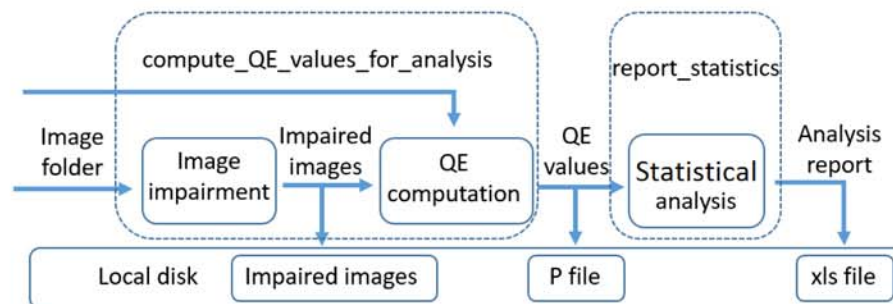 compute_QE_values_for_analysis
report_statistics
Image
folder
Image
impairment
Impaired
images
QE
computation
QE
values
Statistical
analysis
Analysis
report
Local disk
Impaired images
P file
xls file